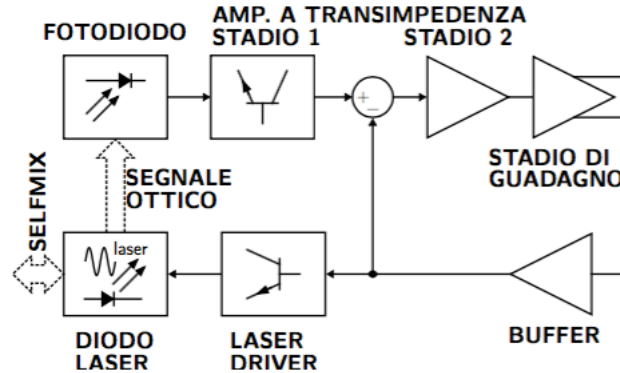 AMP. A TRANSIMPEDENZA
FOTODIODO
STADIO 1
STADIO 2
+
−
STADIO DI
GUADAGNO
SEGNALE
OTTICO
SELFMIX
laser
DIODO
LASER
LASER
DRIVER
BUFFER